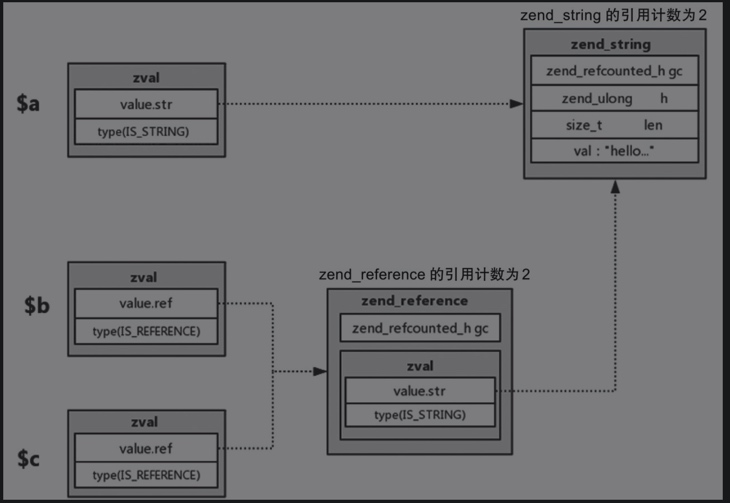 zend_string 的引用计数为2
zend_string
zend_refcounted_h gc
zend_ulong h
size_t len
val : "hello..."
$a
zval
value.str
type(IS_STRING)
$b
zval
value.ref
type(IS_REFERENCE)
zend_reference 的引用计数为2
zend_reference
zend_refcounted_h gc
zval
value.str
type(IS_STRING)
$c
zval
value.ref
type(IS_REFERENCE)